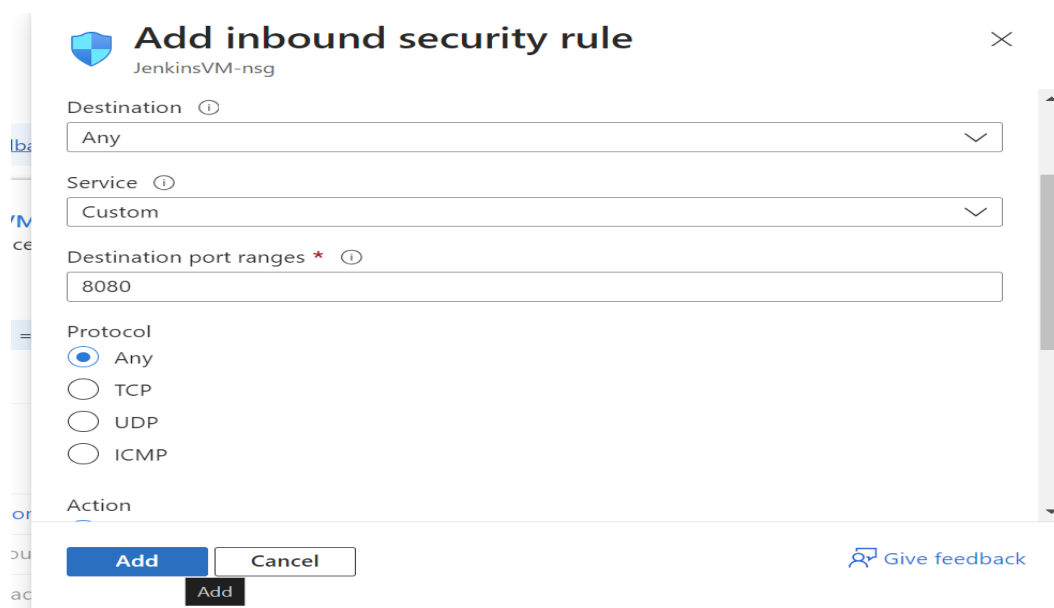 Add inbound security rule
JenkinsVM-nsg
Destination
Any
Service
Custom
Destination port ranges *
8080
Protocol
Any
TCP
UDP
ICMP
Action
Add
Cancel
Give feedback
Add